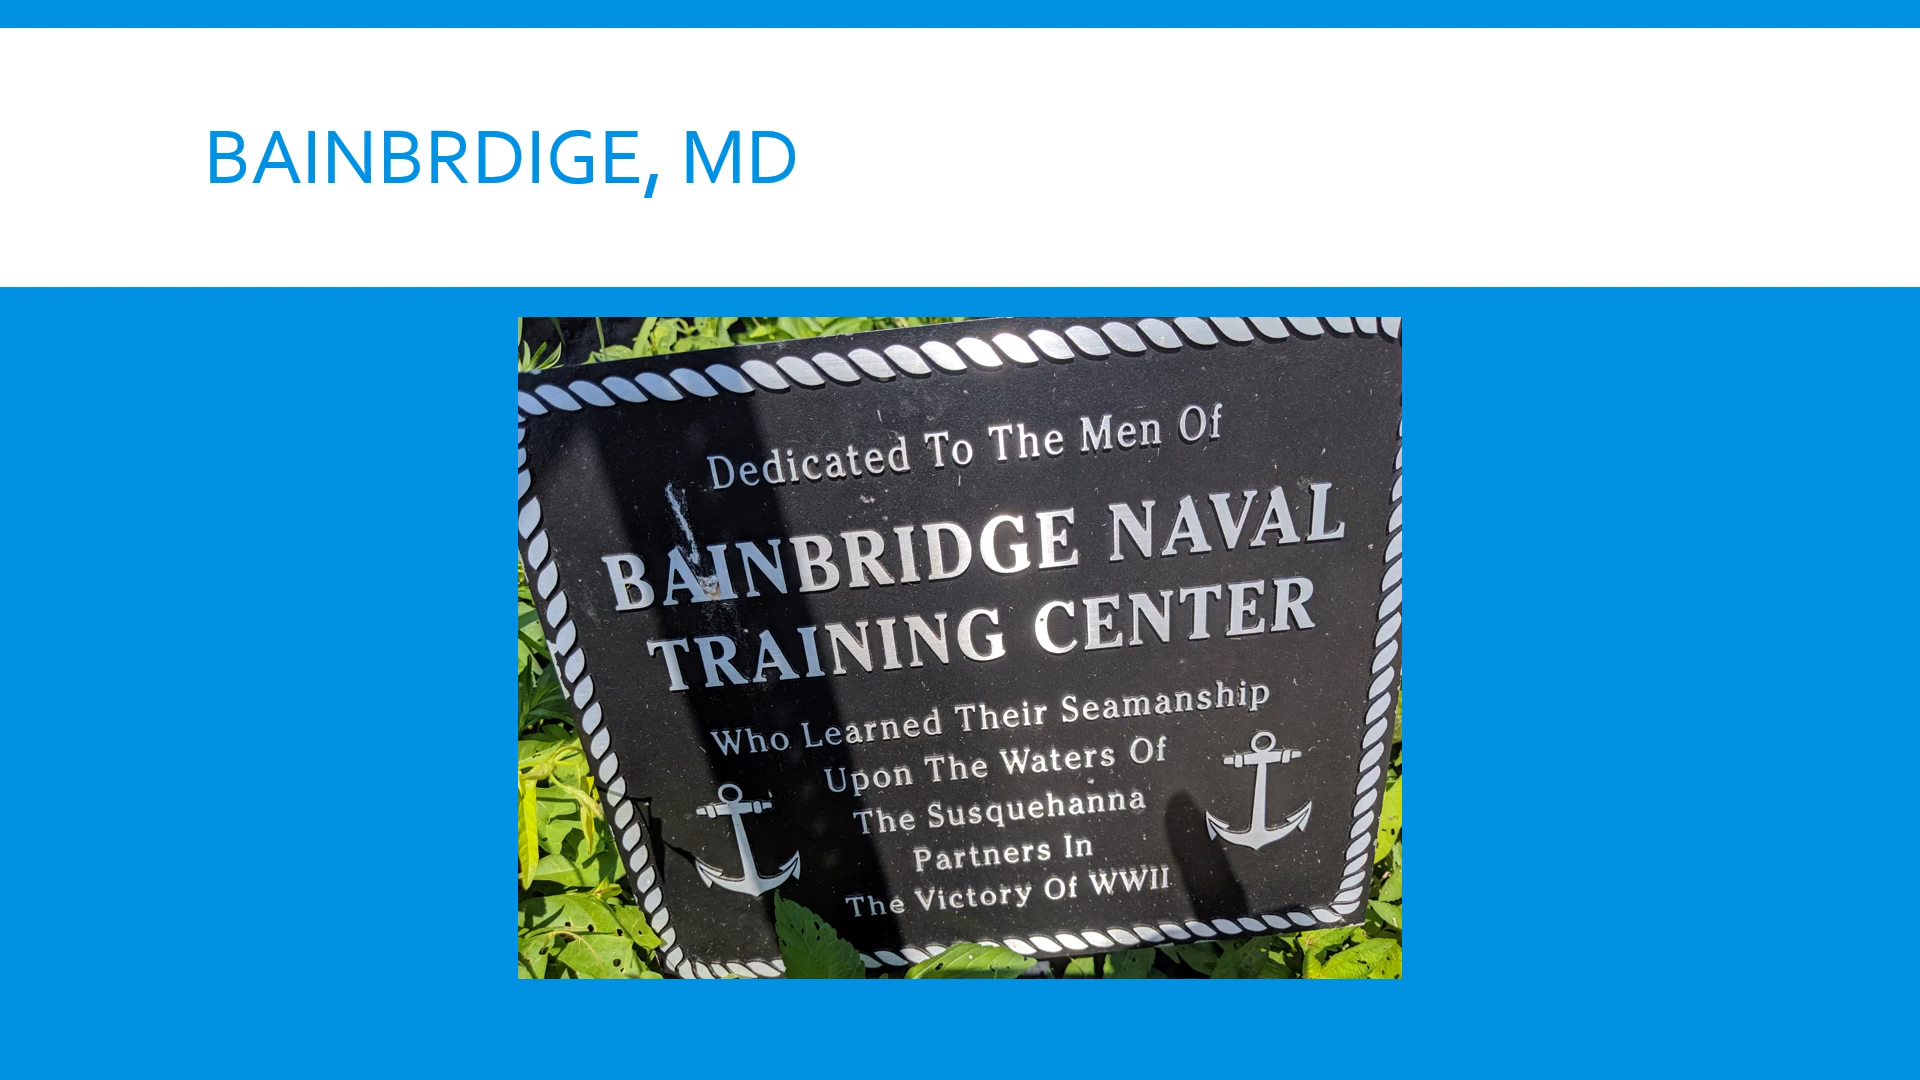 BAINBRDIGE, MD
Dedicated To The Men Of
BAINBRIDGE NAVAL
TRAINING CENTER
Who Learned Their Seamanship
Upon The Waters Of
The Susquehanna
Partners In
The Victory Of WWII